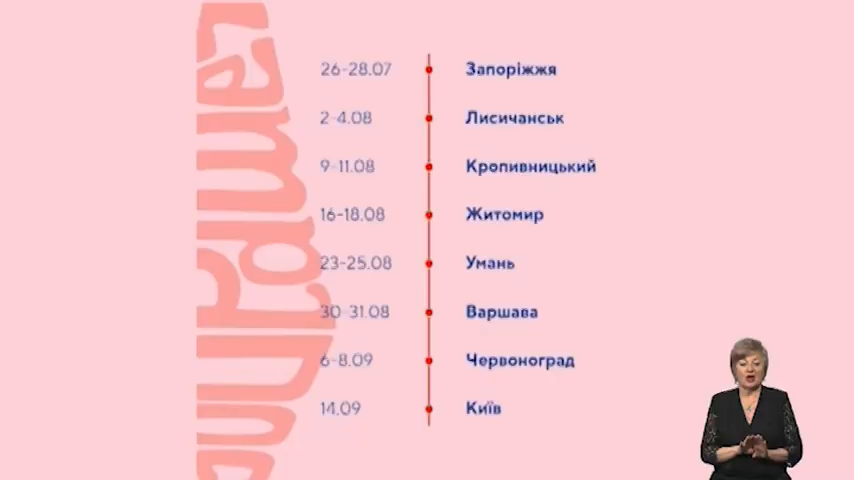 26-28.07 Запоріжжя
2-4.08 Лисичанськ
9-11.08 Кропивницький
16-18.08 Житомир
23-25.08 Умань
30-31.08 Варшава
6-8.09 Червоноград
14.09 Київ